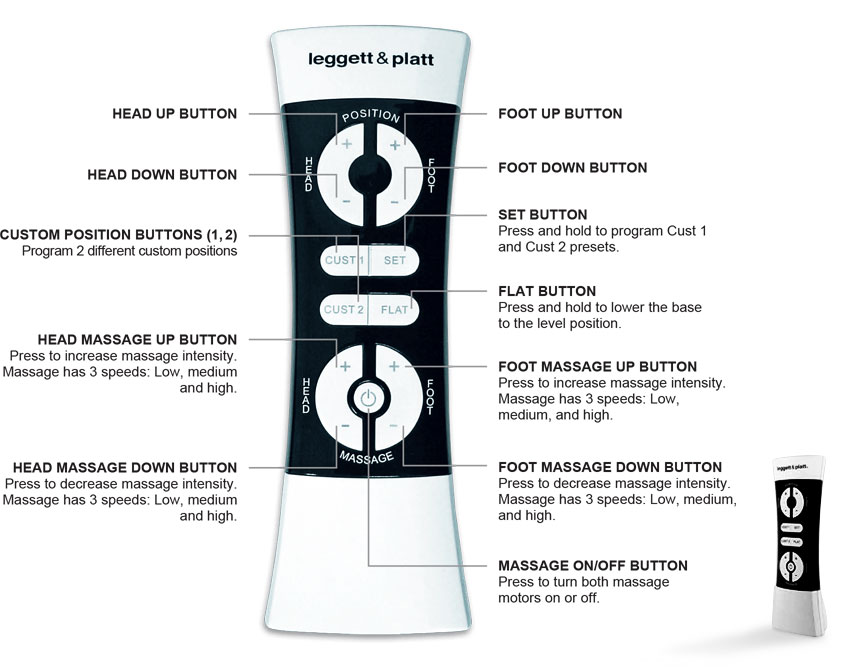 leggett & platt
POSITION
HEAD
FOOT
+
+
-
-
CUST 1
SET
CUST 2
FLAT
+
+
HEAD
FOOT
-
-
MASSAGE
HEAD UP BUTTON
HEAD DOWN BUTTON
CUSTOM POSITION BUTTONS (1, 2)
Program 2 different custom positions
HEAD MASSAGE UP BUTTON
Press to increase massage intensity.
Massage has 3 speeds: Low, medium
and high.
HEAD MASSAGE DOWN BUTTON
Press to decrease massage intensity.
Massage has 3 speeds: Low, medium
and high.
FOOT UP BUTTON
FOOT DOWN BUTTON
SET BUTTON
Press and hold to program Cust 1
and Cust 2 presets.
FLAT BUTTON
Press and hold to lower the base
to the level position.
FOOT MASSAGE UP BUTTON
Press to increase massage intensity.
Massage has 3 speeds: Low,
medium, and high.
FOOT MASSAGE DOWN BUTTON
Press to decrease massage intensity.
Massage has 3 speeds: Low, medium,
and high.
MASSAGE ON/OFF BUTTON
Press to turn both massage
motors on or off.
leggett & platt